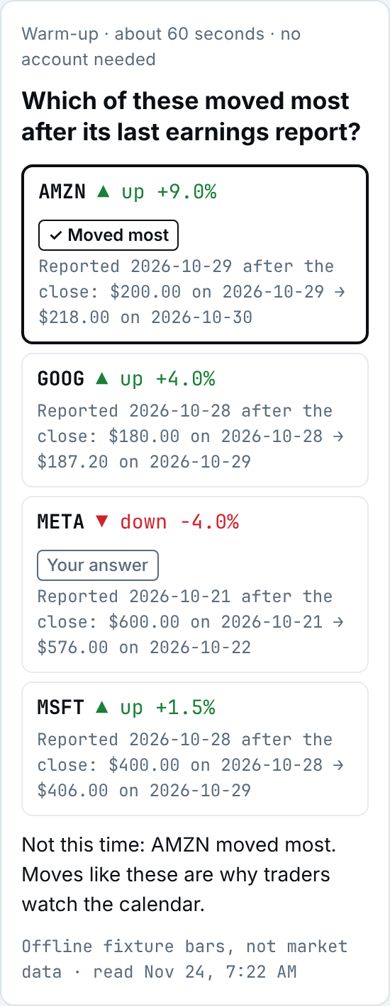 Warm-up · about 60 seconds · no
account needed
Which of these moved most
after its last earnings report?
AMZN ▲ up +9.0%
✓ Moved most
Reported 2026-10-29 after the
close: $200.00 on 2026-10-29 →
$218.00 on 2026-10-30
GOOG ▲ up +4.0%
Reported 2026-10-28 after the
close: $180.00 on 2026-10-28 →
$187.20 on 2026-10-29
META ▼ down -4.0%
Your answer
Reported 2026-10-21 after the
close: $600.00 on 2026-10-21 →
$576.00 on 2026-10-22
MSFT ▲ up +1.5%
Reported 2026-10-28 after the
close: $400.00 on 2026-10-28 →
$406.00 on 2026-10-29
Not this time: AMZN moved most.
Moves like these are why traders
watch the calendar.
Offline fixture bars, not market
data · read Nov 24, 7:22 AM